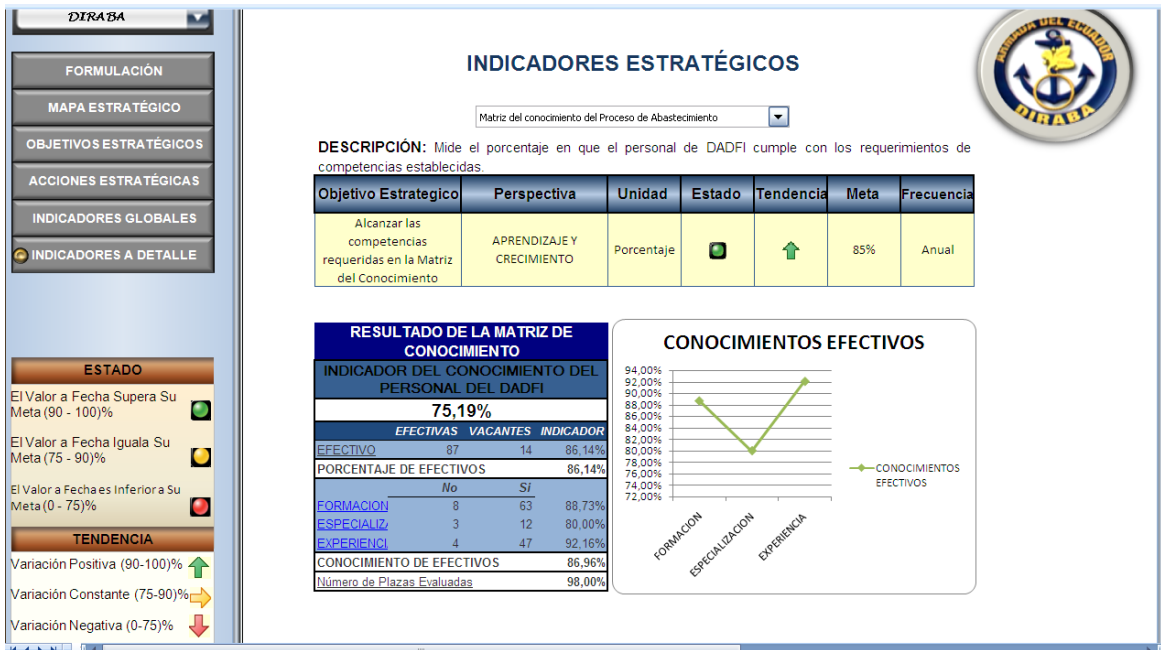 DIRABA
FORMULACIÓN
MAPA ESTRATÉGICO
OBJETIVOS ESTRATÉGICOS
ACCIONES ESTRATÉGICAS
INDICADORES GLOBALES
INDICADORES A DETALLE
ESTADO
El Valor a Fecha Supera Su
Meta (90 - 100)%
El Valor a Fecha Iguala Su
Meta (75 - 90)%
El Valor a Fecha es Inferior a Su
Meta (0 - 75)%
TENDENCIA
Variación Positiva (90-100)%
Variación Constante (75-90)%
Variación Negativa (0-75)%
INDICADORES ESTRATÉGICOS
ARMADA DEL ECUADOR
DIRABA
Matriz del conocimiento del Proceso de Abastecimiento
DESCRIPCIÓN: Mide el porcentaje en que el personal de DADFI cumple con los requerimientos de
competencias establecidas.
Objetivo Estrategico Perspectiva Unidad Estado Tendencia Meta Frecuencia
Alcanzar las
competencias
requeridas en la Matriz
del Conocimiento
APRENDIZAJE Y
CRECIMIENTO
Porcentaje
85%
Anual
RESULTADO DE LA MATRIZ DE
CONOCIMIENTO
INDICADOR DEL CONOCIMIENTO DEL
PERSONAL DEL DADFI
75,19%
EFECTIVAS VACANTES INDICADOR
EFECTIVO 87 14 86,14%
PORCENTAJE DE EFECTIVOS 86,14%
No Si
FORMACION 8 63 88,73%
ESPECIALIZA 3 12 80,00%
EXPERIENCI 4 47 92,16%
CONOCIMIENTO DE EFECTIVOS 86,96%
Número de Plazas Evaluadas 98,00%
CONOCIMIENTOS EFECTIVOS
94,00%
92,00%
90,00%
88,00%
86,00%
84,00%
82,00%
80,00%
78,00%
76,00%
74,00%
72,00%
FORMACION
ESPECIALIZACION
EXPERIENCIA
CONOCIMIENTOS
EFECTIVOS